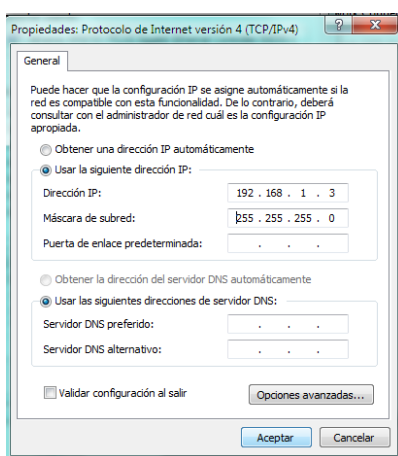 Propiedades: Protocolo de Internet versión 4 (TCP/IPv4)
General
Puede hacer que la configuración IP se asigne automáticamente si la
red es compatible con esta funcionalidad. De lo contrario, deberá
consultar con el administrador de red cuál es la configuración IP
apropiada.
Obtener una dirección IP automáticamente
Usar la siguiente dirección IP:
Dirección IP: 192 . 168 . 1 . 3
Máscara de subred: 255 . 255 . 255 . 0
Puerta de enlace predeterminada: . . .
Obtener la dirección del servidor DNS automáticamente
Usar las siguientes direcciones de servidor DNS:
Servidor DNS preferido: . . .
Servidor DNS alternativo: . . .
Validar configuración al salir
Opciones avanzadas...
Aceptar Cancelar